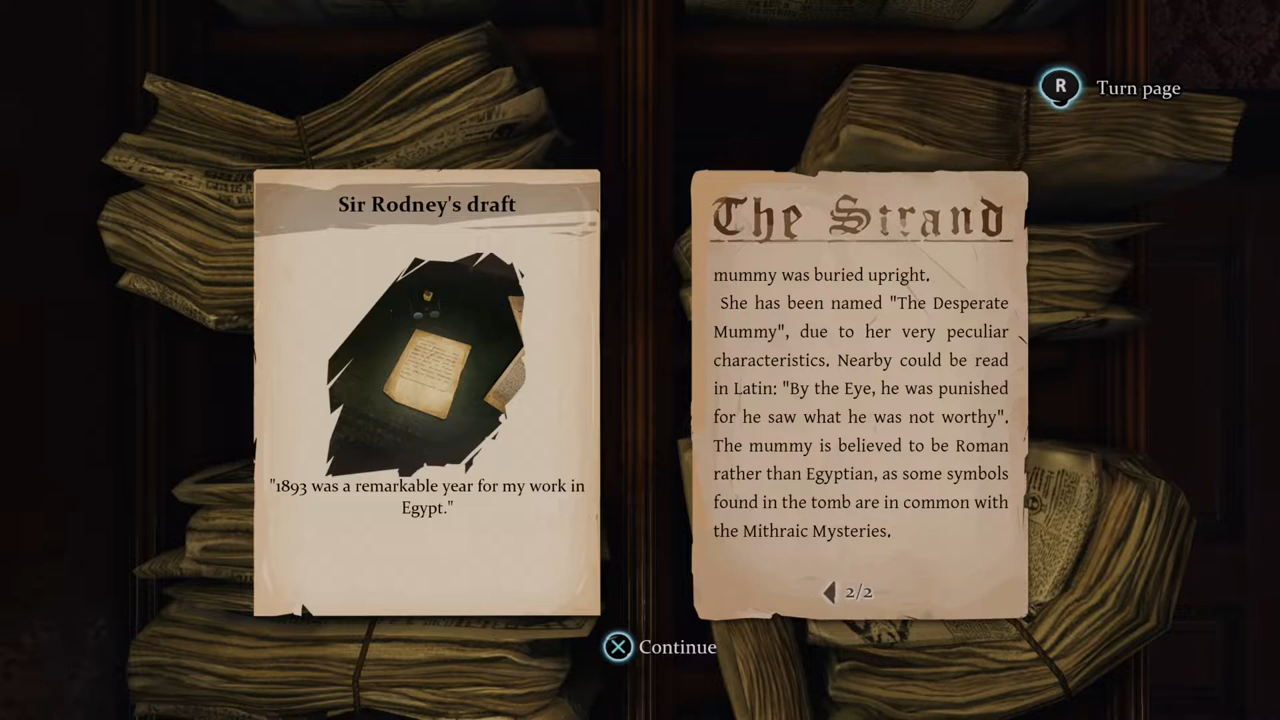 R Turn page
Sir Rodney's draft
"1893 was a remarkable year for my work in
Egypt."
The Strand
mummy was buried upright.
She has been named "The Desperate
Mummy", due to her very peculiar
characteristics. Nearby could be read
in Latin: "By the Eye, he was punished
for he saw what he was not worthy".
The mummy is believed to be Roman
rather than Egyptian, as some symbols
found in the tomb are in common with
the Mithraic Mysteries.
2/2
Continue